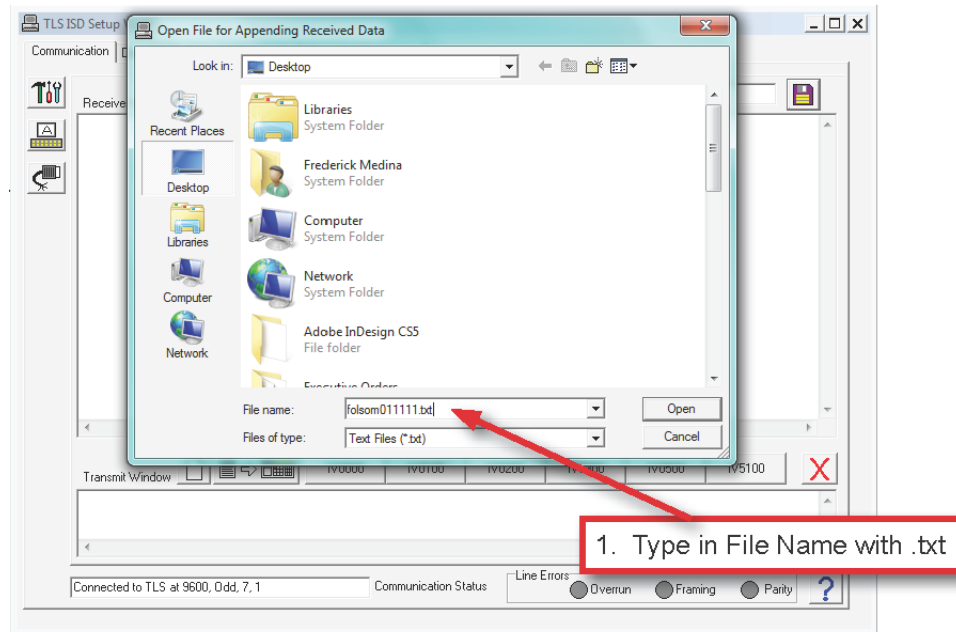 TLS ISD Setup
Open File for Appending Received Data
Communication
Look in:
Desktop
Receive
Recent Places
Desktop
Libraries
Computer
Network
Libraries
System Folder
Frederick Medina
System Folder
Computer
System Folder
Network
System Folder
Adobe InDesign CS5
File folder
Executive Orders
File name:
folsom011111.txt
Open
Files of type:
Text Files (*.txt)
Cancel
Transmit Window
IV0000
IV0100
IV0200
IV0500
IV5100
1. Type in File Name with .txt
Connected to TLS at 9600, Odd, 7, 1
Communication Status
Line Errors
Overrun
Framing
Parity